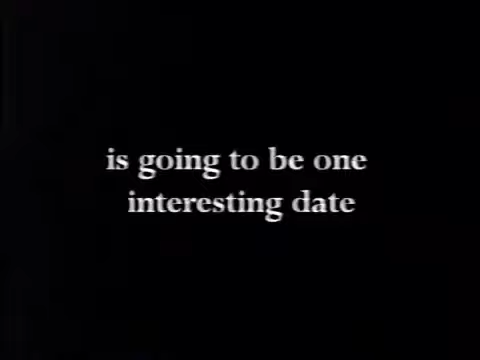 is going to be one
interesting date